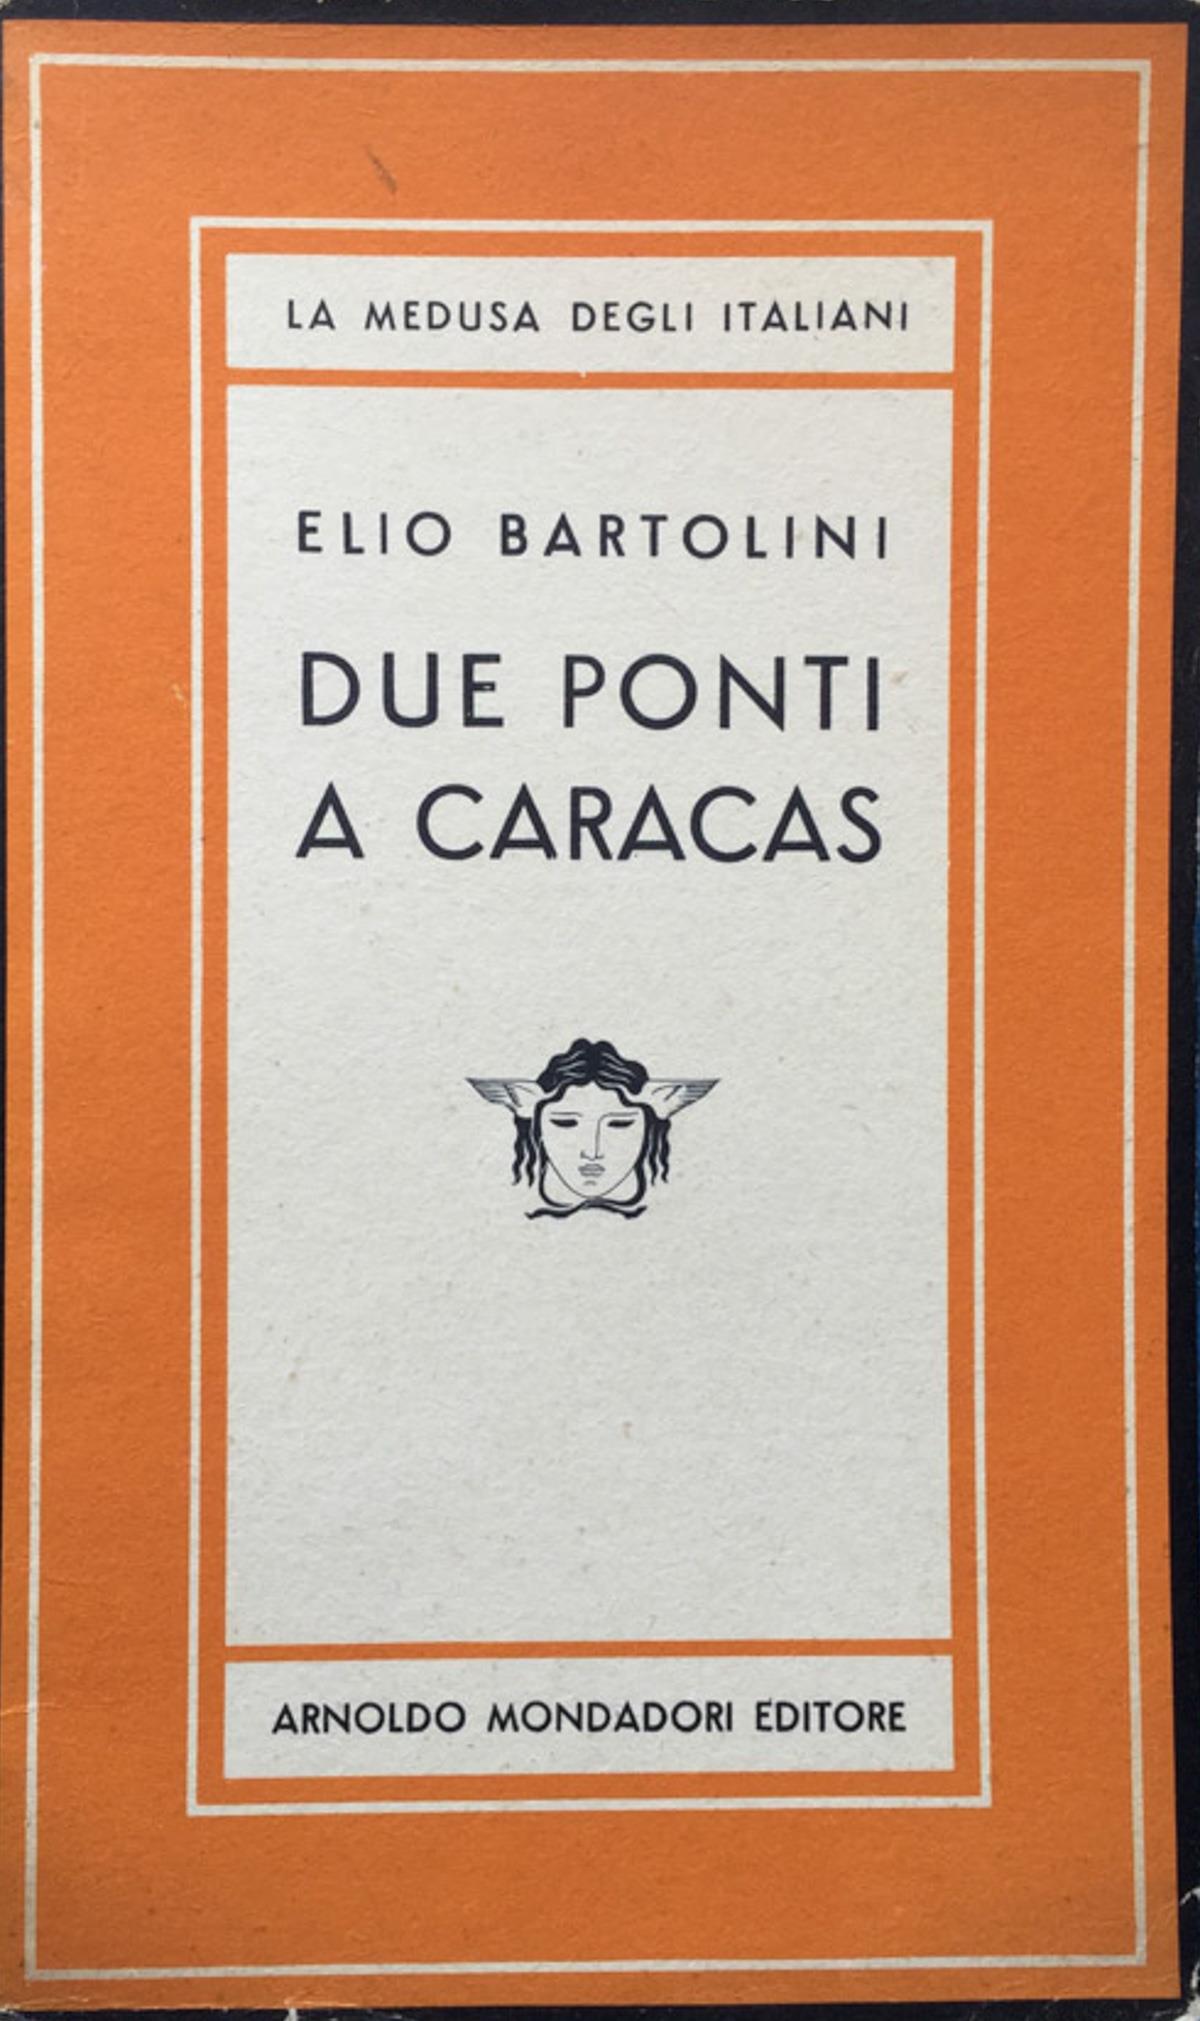 LA MEDUSA DEGLI ITALIANI
ELIO BARTOLINI
DUE PONTI
A CARACAS
ARNOLDO MONDADORI EDITORE